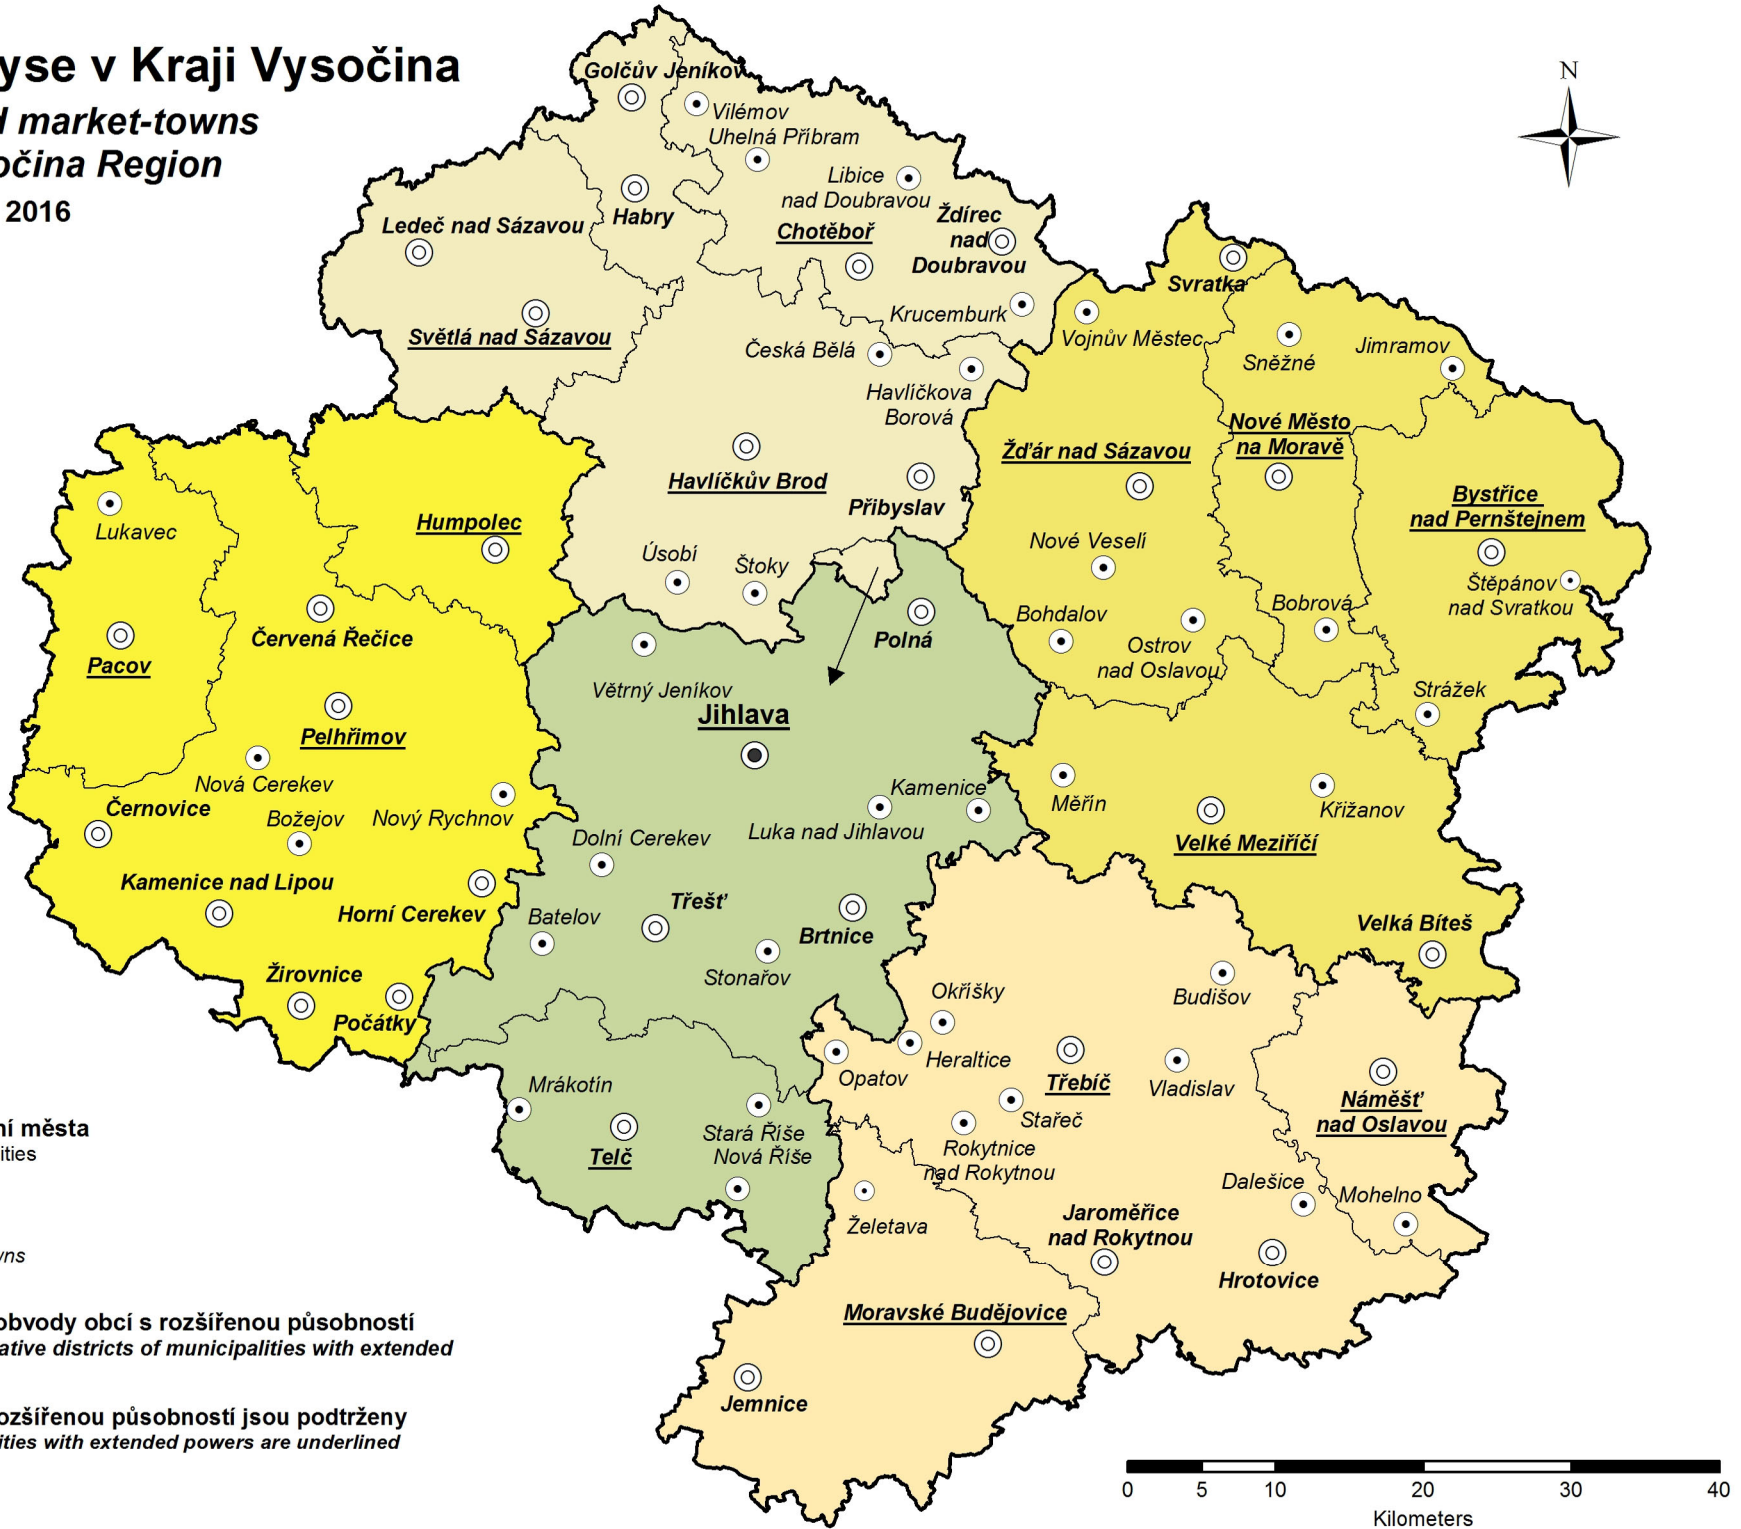 yse v Kraji Vysočina
d market-towns
očina Region
2016
N
Golčův Jeníkov
Vilémov
Uhelná Příbram
Libice
nad Doubravou
Habry
Ledeč nad Sázavou
Chotěboř
Ždírec
nad
Doubravou
Svratka
Krucemburk
Světlá nad Sázavou
Vojnův Městec
Česká Bělá
Sněžné
Jimramov
Havlíčkova
Borová
Nové Město
na Moravě
Žďár nad Sázavou
Havlíčkův Brod
Přibyslav
Bystřice
nad Pernštejnem
Lukavec
Humpolec
Nové Veselí
Úsobí
Štoky
Štěpánov
nad Svratkou
Bohdalov
Bobrová
Červená Řečice
Polná
Ostrov
nad Oslavou
Pacov
Větrný Jeníkov
Strážek
Jihlava
Pelhřimov
Nová Cerekev
Kamenice
Měřín
Křižanov
Černovice
Božejov
Nový Rychnov
Dolní Cerekev
Luka nad Jihlavou
Velké Meziříčí
Kamenice nad Lipou
Horní Cerekev
Batelov
Třešť
Brtnice
Velká Bíteš
Žirovnice
Stonařov
Okříšky
Budišov
Počátky
Heraltice
Opatov
Třebíč
Vladislav
Mrákotín
Náměšť
nad Oslavou
Stařeč
Stará Říše
Nová Říše
Telč
Rokytnice
nad Rokytnou
Dalešice
Mohelno
Želetava
Jaroměřice
nad Rokytnou
Hrotovice
Moravské Budějovice
Jemnice
ní města
ities
wns
obvody obcí s rozšířenou působností
ative districts of municipalities with extended
ozšířenou působností jsou podtrženy
ities with extended powers are underlined
0 5 10 20 30 40
Kilometers